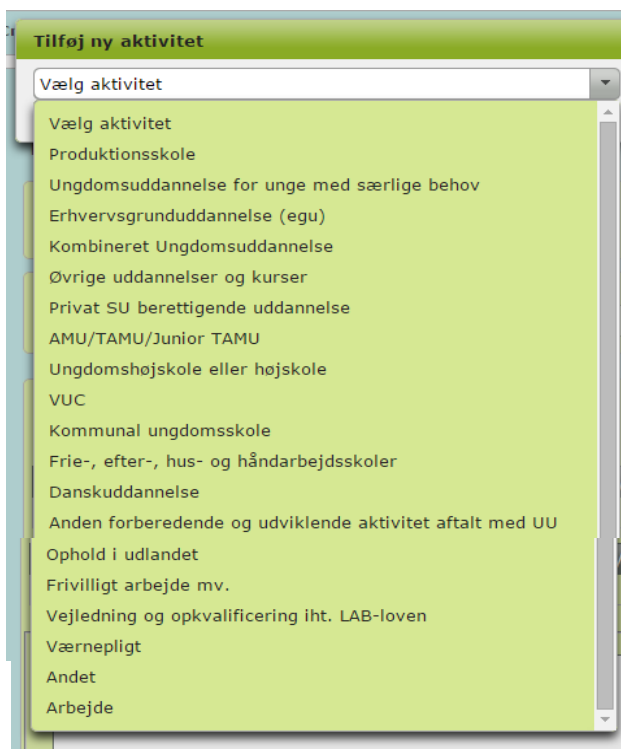 Tilføj ny aktivitet
Vælg aktivitet
Vælg aktivitet
Produktionsskole
Ungdomsuddannelse for unge med særlige behov
Erhvervsgrunduddannelse (egu)
Kombineret Ungdomsuddannelse
Øvrige uddannelser og kurser
Privat SU berettigende uddannelse
AMU/TAMU/Junior TAMU
Ungdomshøjskole eller højskole
VUC
Kommunal ungdomsskole
Frie-, efter-, hus- og håndarbejdsskoler
Danskuddannelse
Anden forberedende og udviklende aktivitet aftalt med UU
Ophold i udlandet
Frivilligt arbejde mv.
Vejledning og opkvalificering iht. LAB-loven
Værnepligt
Andet
Arbejde